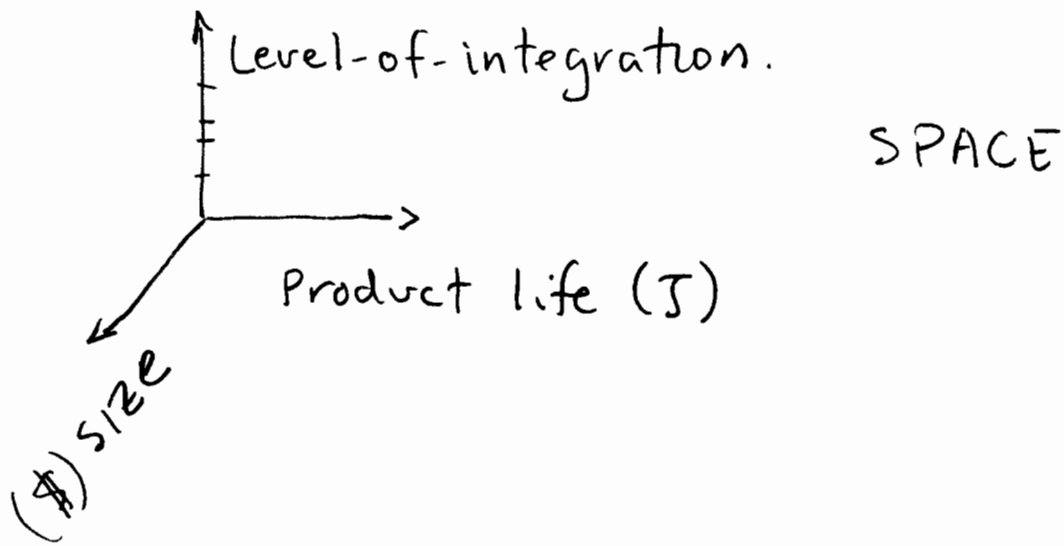 Level-of-integration.
SPACE
Product life (J)
($) size